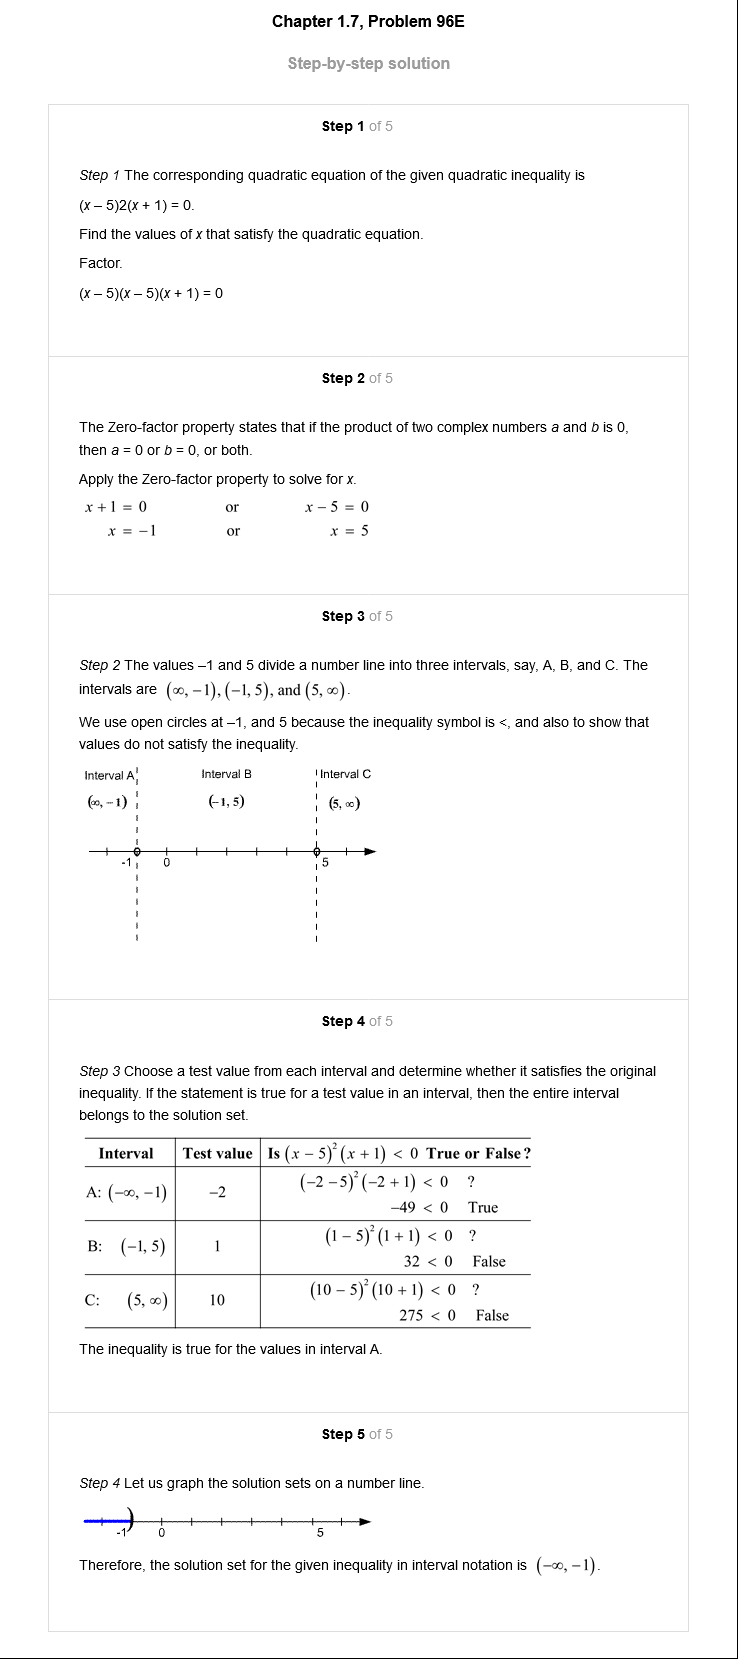 Chapter 1.7, Problem 96E
Step-by-step solution
Step 1 of 5
Step 1 The corresponding quadratic equation of the given quadratic inequality is
(x – 5)2(x + 1) = 0.
Find the values of x that satisfy the quadratic equation.
Factor.
(x – 5)(x – 5)(x + 1) = 0
Step 2 of 5
The Zero-factor property states that if the product of two complex numbers a and b is 0,
then a = 0 or b = 0, or both.
Apply the Zero-factor property to solve for x.
x + 1 = 0 or x − 5 = 0
x = −1 or x = 5
Step 3 of 5
Step 2 The values –1 and 5 divide a number line into three intervals, say, A, B, and C. The
intervals are (∞, −1), (−1, 5), and (5, ∞).
We use open circles at –1, and 5 because the inequality symbol is <, and also to show that
values do not satisfy the inequality.
Interval A Interval B Interval C
(∞, −1) (−1, 5) (5, ∞)
-1 0 5
Step 4 of 5
Step 3 Choose a test value from each interval and determine whether it satisfies the original
inequality. If the statement is true for a test value in an interval, then the entire interval
belongs to the solution set.
Interval Test value Is (x − 5)² (x + 1) < 0 True or False?
A: (−∞, −1) −2 (−2 − 5)² (−2 + 1) < 0 ?
−49 < 0 True
B: (−1, 5) 1 (1 − 5)² (1 + 1) < 0 ?
32 < 0 False
C: (5, ∞) 10 (10 − 5)² (10 + 1) < 0 ?
275 < 0 False
The inequality is true for the values in interval A.
Step 5 of 5
Step 4 Let us graph the solution sets on a number line.
-1 0 5
Therefore, the solution set for the given inequality in interval notation is (−∞, −1).